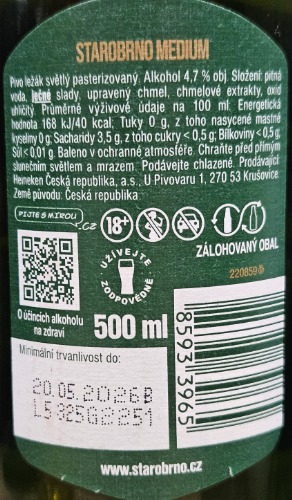 STAROBRNO MEDIUM
Pivo ležák světlý pasterizovaný. Alkohol 4,7 % obj. Složení: pitná
voda, ječné slady, upravený chmel, chmelové extrakty, oxid
uhličitý. Průměrné výživové údaje na 100 ml: Energetická
hodnota 168 kJ/40 kcal; Tuky 0 g, z toho nasycené mastné
kyseliny 0 g; Sacharidy 3,5 g, z toho cukry < 0,5 g; Bílkoviny < 0,5 g;
Sůl < 0,01 g. Baleno v ochranné atmosféře. Chraňte před přímým
slunečním světlem a mrazem. Podávejte chlazené. Prodávající:
Heineken Česká republika, a.s., U Pivovaru 1, 270 53 Krušovice.
Země původu: Česká republika
PIJTE S MÍROU
.CZ
18+
ZÁLOHOVANÝ OBAL
UŽÍVEJTE
ZODPOVĚDNĚ
220859
O účincích alkoholu
na zdraví
500 ml
Minimální trvanlivost do:
20.05.2026B
L5-325G2251
8593 3965
www.starobrno.cz